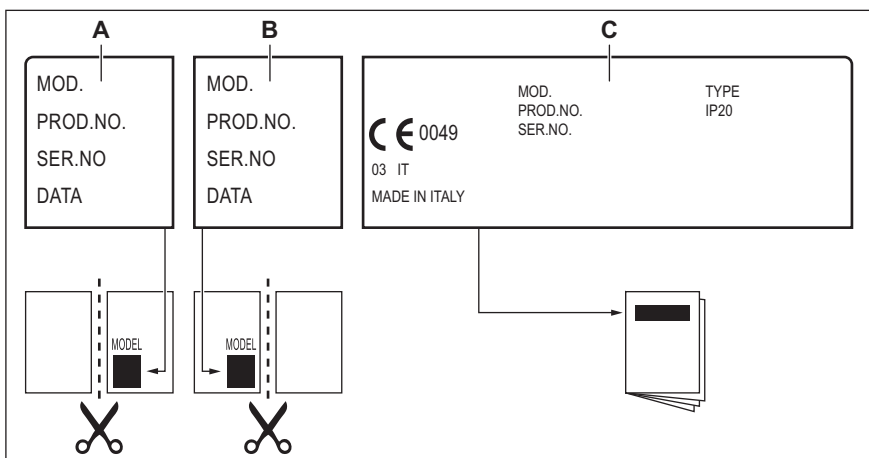 A
B
C
MOD.
PROD.NO.
SER.NO
DATA
MOD.
PROD.NO.
SER.NO
DATA
MOD.
PROD.NO.
SER.NO.
TYPE
IP20
CE 0049
03 IT
MADE IN ITALY
MODEL
MODEL